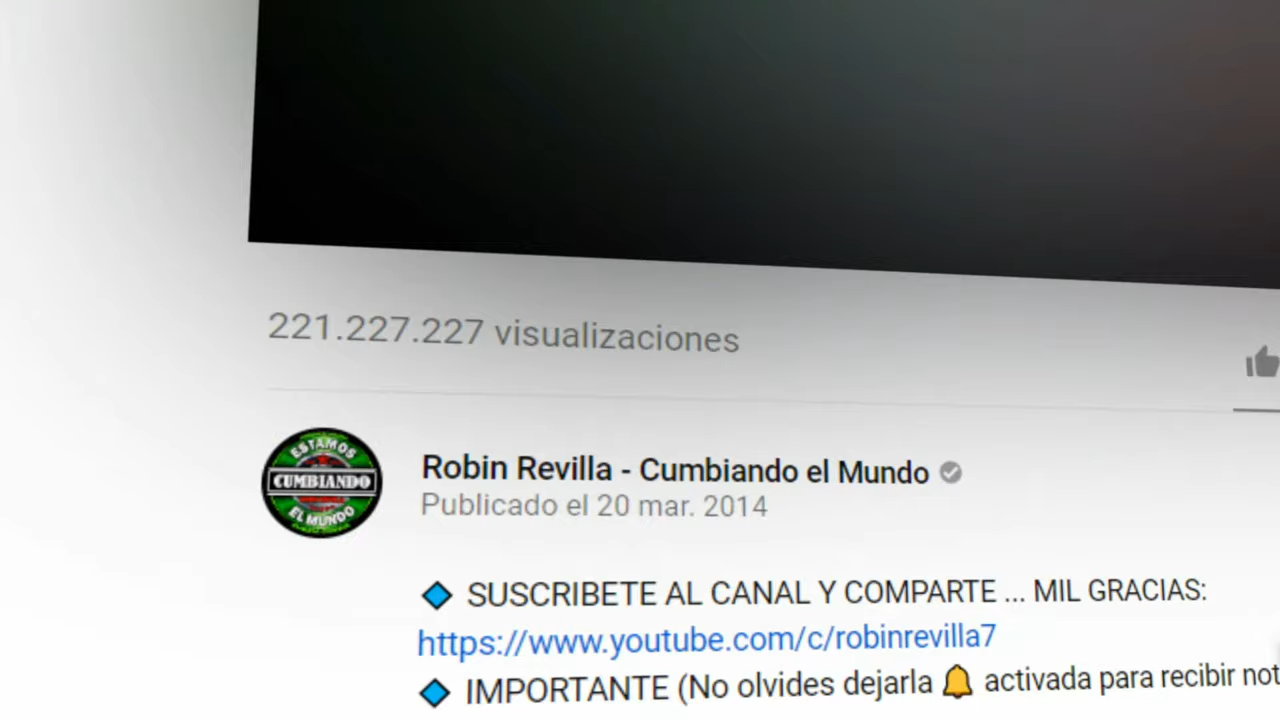 221.227.227 visualizaciones
ESTAMOS
CUMBIANDO
EL MUNDO
Robin Revilla - Cumbiando el Mundo
Publicado el 20 mar. 2014
SUSCRIBETE AL CANAL Y COMPARTE ... MIL GRACIAS:
https://www.youtube.com/c/robinrevilla7
IMPORTANTE (No olvides dejarla 🔔 activada para recibir not